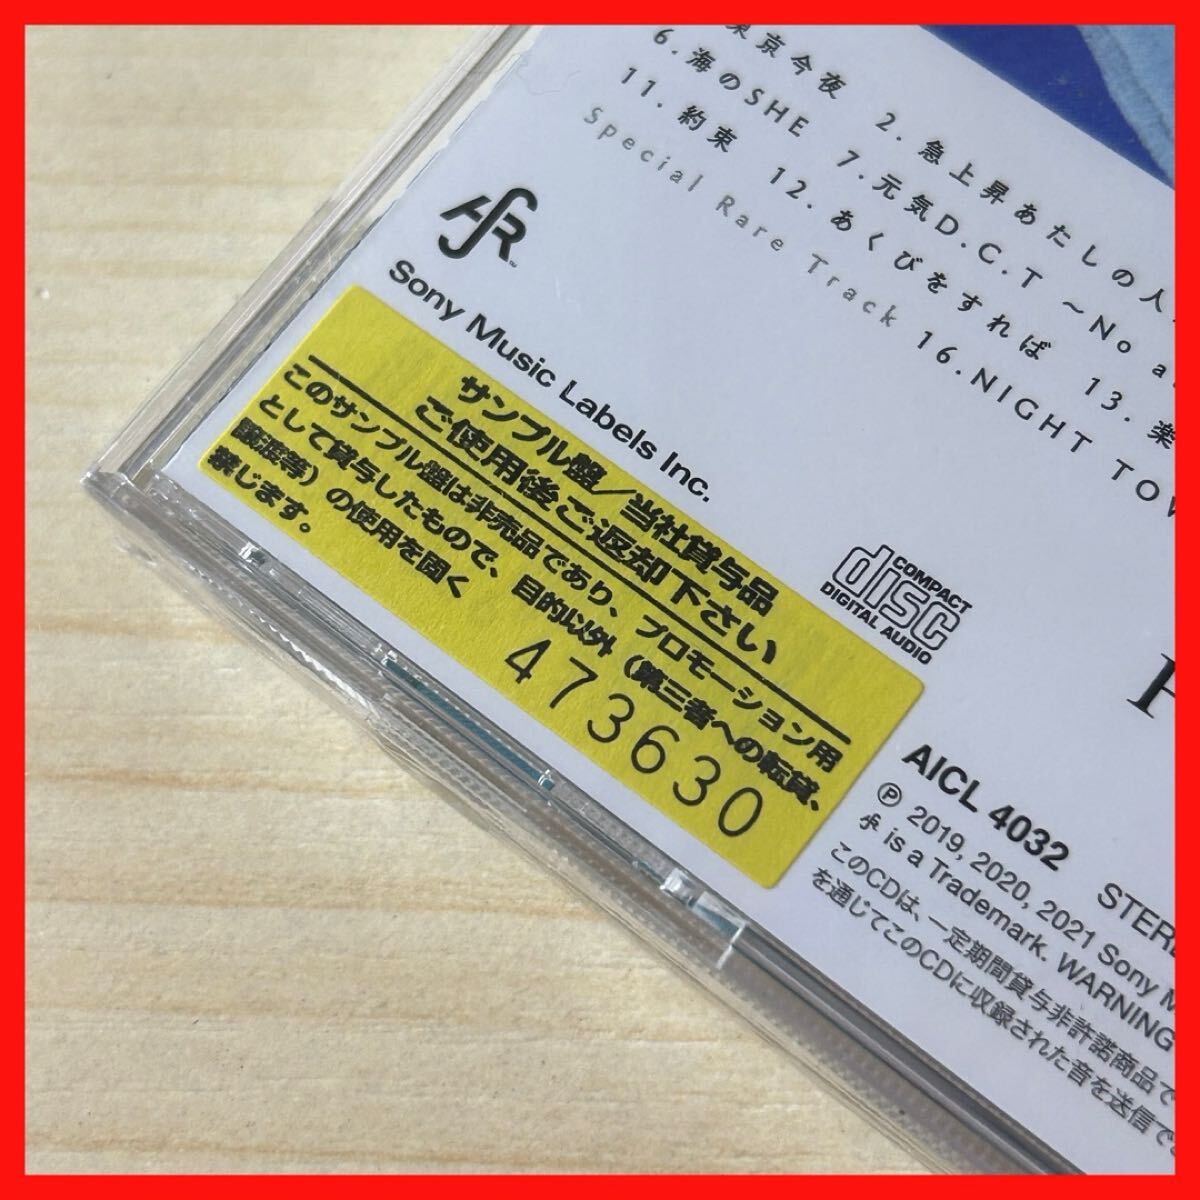 東京今夜 2.急上昇あたしの人
6.海のSHE 7.元気D.C.T ～No
11.約束 12.あくびをすれば 13.楽
Special Rare Track 16.NIGHT TOW
AJR™
Sony Music Labels Inc.
サンプル盤/当社貸与品
ご使用後ご返却下さい
このサンプル盤は非売品であり、プロモーション用
として貸与したもので、目的以外(第三者への転貸、
譲渡等)の使用を固く
禁じます。
473630
COMPACT
disc
DIGITAL AUDIO
AICL 4032 STERE
℗ 2019, 2020, 2021 Sony M
is a Trademark. WARNING
このCDは、一定期間貸与非許諾商品で
を通じてこのCDに収録された音を送信で